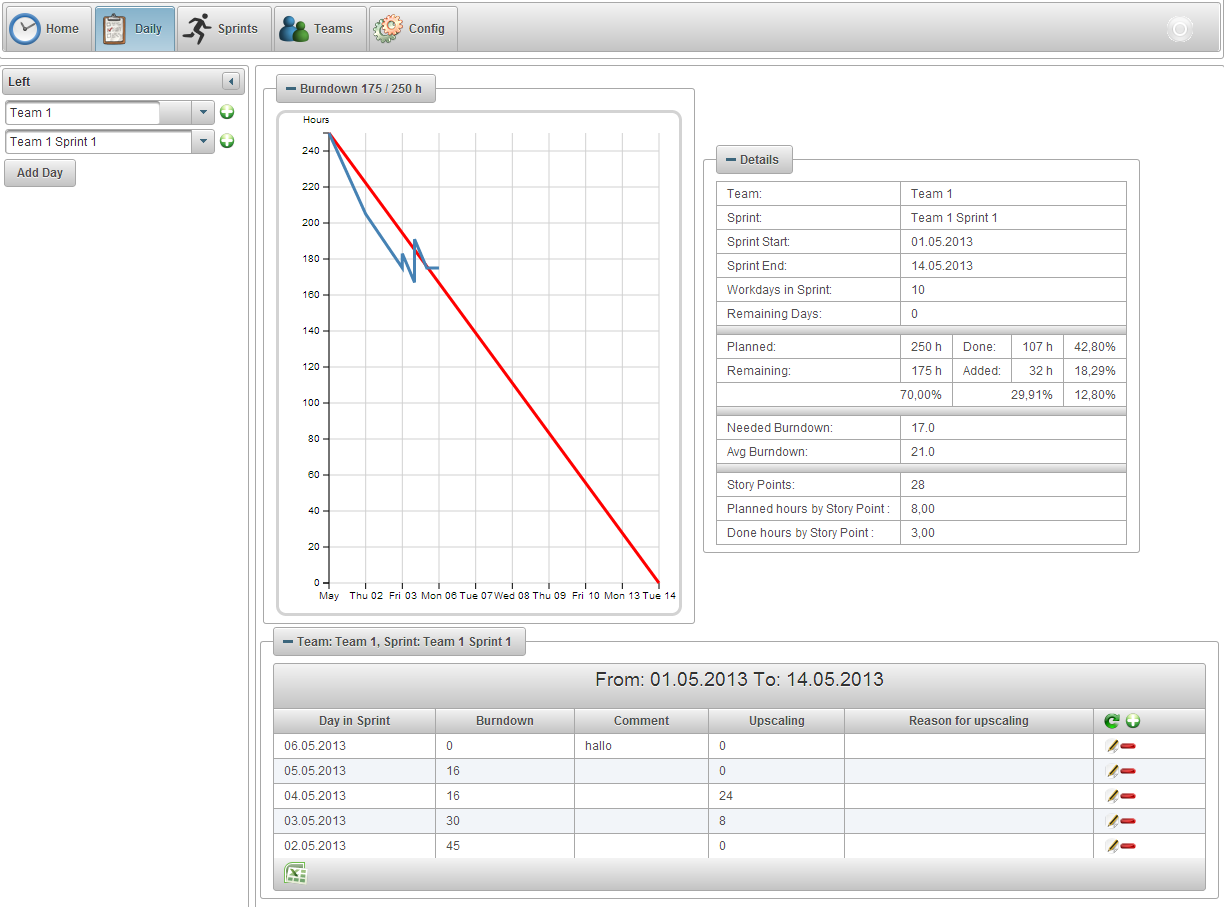 Home Daily Sprints Teams Config
Left
Team 1
Team 1 Sprint 1
Add Day
Burndown 175 / 250 h
Hours
240
220
200
180
160
140
120
100
80
60
40
20
0
May Thu 02 Fri 03 Mon 06 Tue 07 Wed 08 Thu 09 Fri 10 Mon 13 Tue 14
Details
Team: Team 1
Sprint: Team 1 Sprint 1
Sprint Start: 01.05.2013
Sprint End: 14.05.2013
Workdays in Sprint: 10
Remaining Days: 0
Planned: 250 h Done: 107 h 42,80%
Remaining: 175 h Added: 32 h 18,29%
70,00% 29,91% 12,80%
Needed Burndown: 17.0
Avg Burndown: 21.0
Story Points: 28
Planned hours by Story Point : 8,00
Done hours by Story Point : 3,00
Team: Team 1, Sprint: Team 1 Sprint 1
From: 01.05.2013 To: 14.05.2013
Day in Sprint Burndown Comment Upscaling Reason for upscaling
06.05.2013 0 hallo 0
05.05.2013 16 0
04.05.2013 16 24
03.05.2013 30 8
02.05.2013 45 0